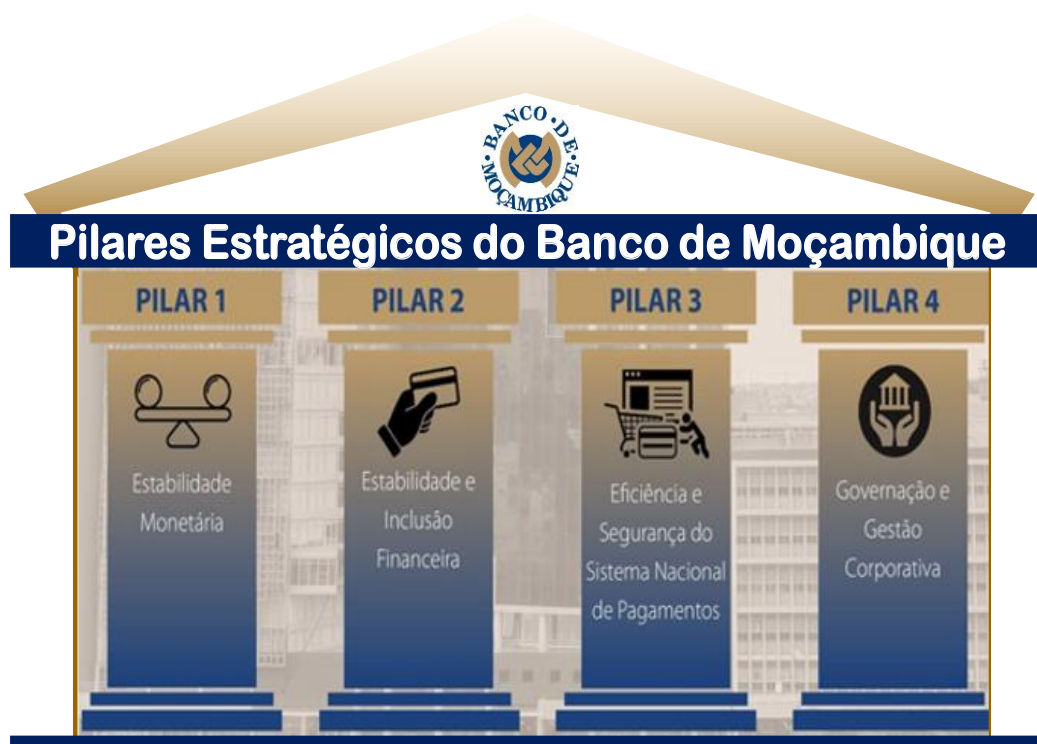 BANCO DE
MOÇAMBIQUE
Pilares Estratégicos do Banco de Moçambique
PILAR 1
Estabilidade
Monetária
PILAR 2
Estabilidade e
Inclusão
Financeira
PILAR 3
Eficiência e
Segurança do
Sistema Nacional
de Pagamentos
PILAR 4
Governação e
Gestão
Corporativa